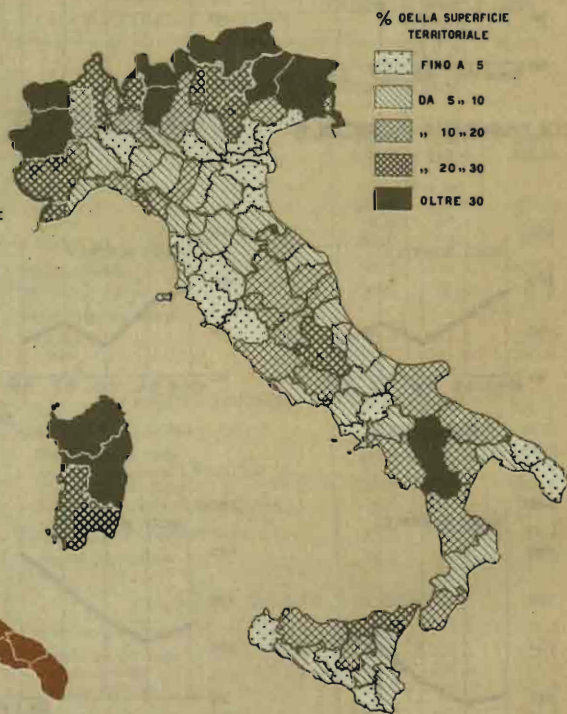 % DELLA SUPERFICIE
TERRITORIALE
FINO A 5
DA 5 „ 10
„ 10 „ 20
„ 20 „ 30
OLTRE 30